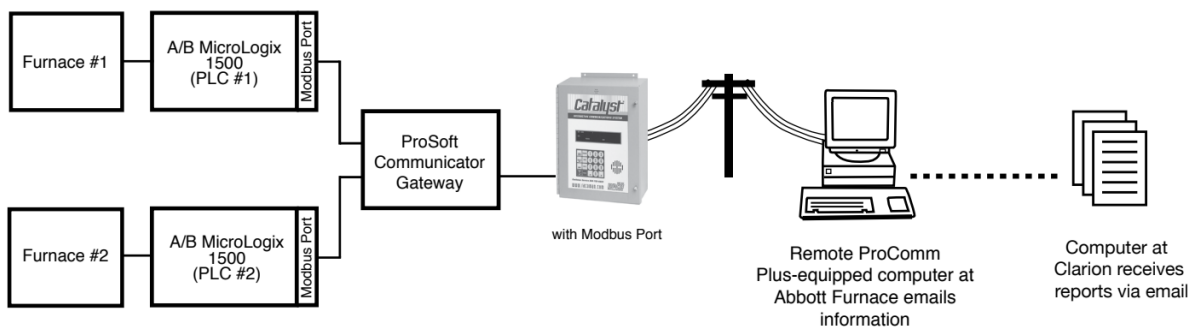 Furnace #1
A/B MicroLogix
1500
(PLC #1)
Modbus Port
ProSoft
Communicator
Gateway
Catalyst
with Modbus Port
Furnace #2
A/B MicroLogix
1500
(PLC #2)
Modbus Port
Remote ProComm
Plus-equipped computer at
Abbott Furnace emails
information
Computer at
Clarion receives
reports via email